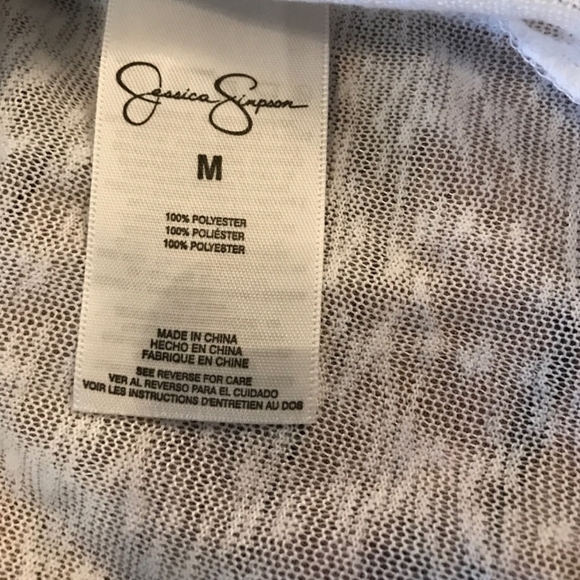 Jessica Simpson
M
100% POLYESTER
100% POLIÉSTER
100% POLYESTER
MADE IN CHINA
HECHO EN CHINA
FABRIQUE EN CHINE
SEE REVERSE FOR CARE
VER AL REVERSO PARA EL CUIDADO
VOIR LES INSTRUCTIONS D'ENTRETIEN AU DOS